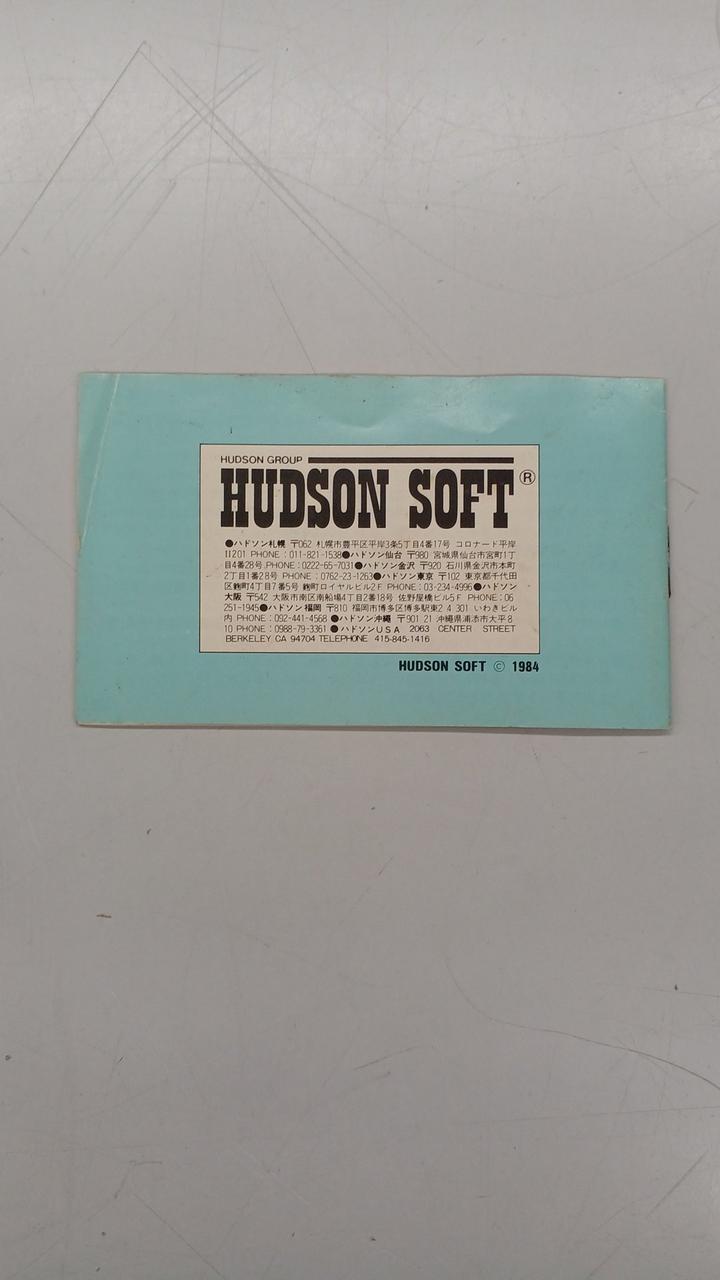 HUDSON GROUP
HUDSON SOFT®
●ハドソン札幌 〒062 札幌市豊平区平岸3条5丁目4番17号 コロナード平岸
II201 PHONE:011-821-1538●ハドソン仙台 〒980 宮城県仙台市宮町1丁
目4番28号 PHONE:0222-65-7031●ハドソン金沢 〒920 石川県金沢市本町
2丁目1番28号 PHONE:0762-23-1263●ハドソン東京 〒102 東京都千代田
区麹町4丁目7番5号 麹町ロイヤルビル2F PHONE:03-234-4996●ハドソン
大阪 〒542 大阪市南区南船場4丁目2番18号 佐野屋橋ビル5F PHONE:06
251-1945●ハドソン福岡 〒810 福岡市博多区博多駅東2 4 301 いわきビル
内 PHONE:092-441-4568 ●ハドソン沖縄 〒901 21 沖縄県浦添市大平8
10 PHONE:0988-79-3361 ●ハドソンUSA 2063 CENTER STREET
BERKELEY CA 94704 TELEPHONE 415-845-1416
HUDSON SOFT © 1984